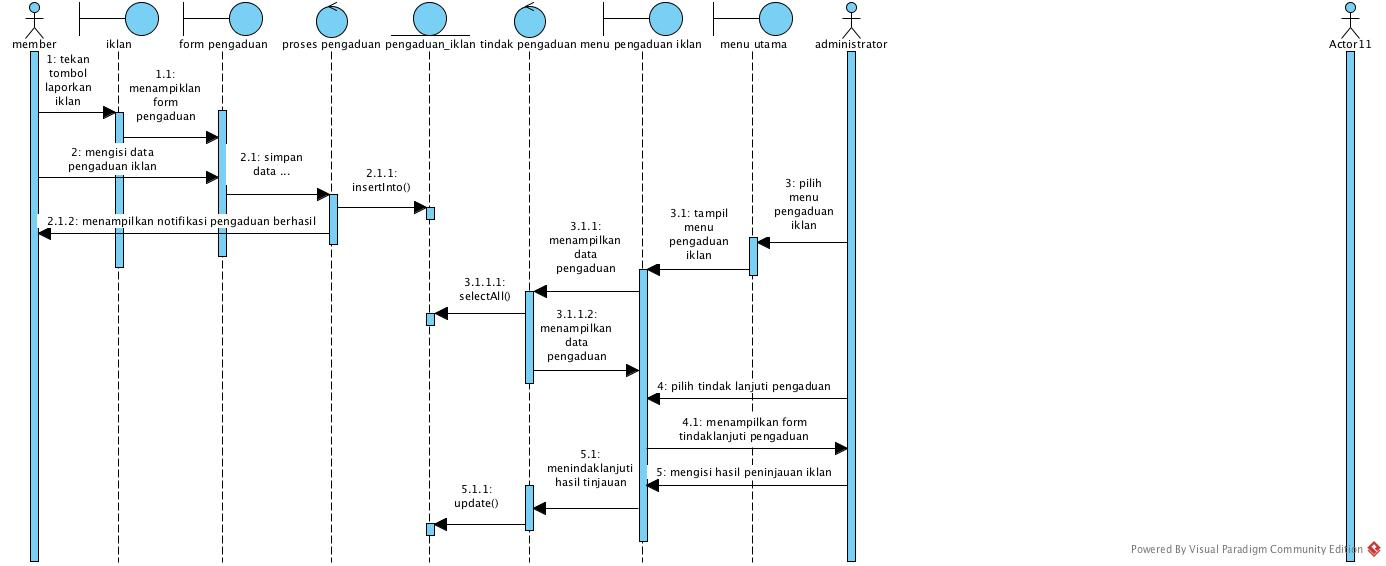 member
iklan
form pengaduan
proses pengaduan
pengaduan_iklan
tindak pengaduan
menu pengaduan iklan
menu utama
administrator
Actor11
1: tekan
tombol
laporkan
iklan
1.1:
menampiklan
form
pengaduan
2: mengisi data
pengaduan iklan
2.1: simpan
data ...
2.1.1:
insertInto()
2.1.2: menampilkan notifikasi pengaduan berhasil
3: pilih
menu
pengaduan
iklan
3.1: tampil
menu
pengaduan
iklan
3.1.1:
menampilkan
data
pengaduan
3.1.1.1:
selectAll()
3.1.1.2:
menampilkan
data
pengaduan
4: pilih tindak lanjuti pengaduan
4.1: menampilkan form
tindaklanjuti pengaduan
5: mengisi hasil peninjauan iklan
5.1:
menindaklanjuti
hasil tinjauan
5.1.1:
update()
Powered By Visual Paradigm Community Edition